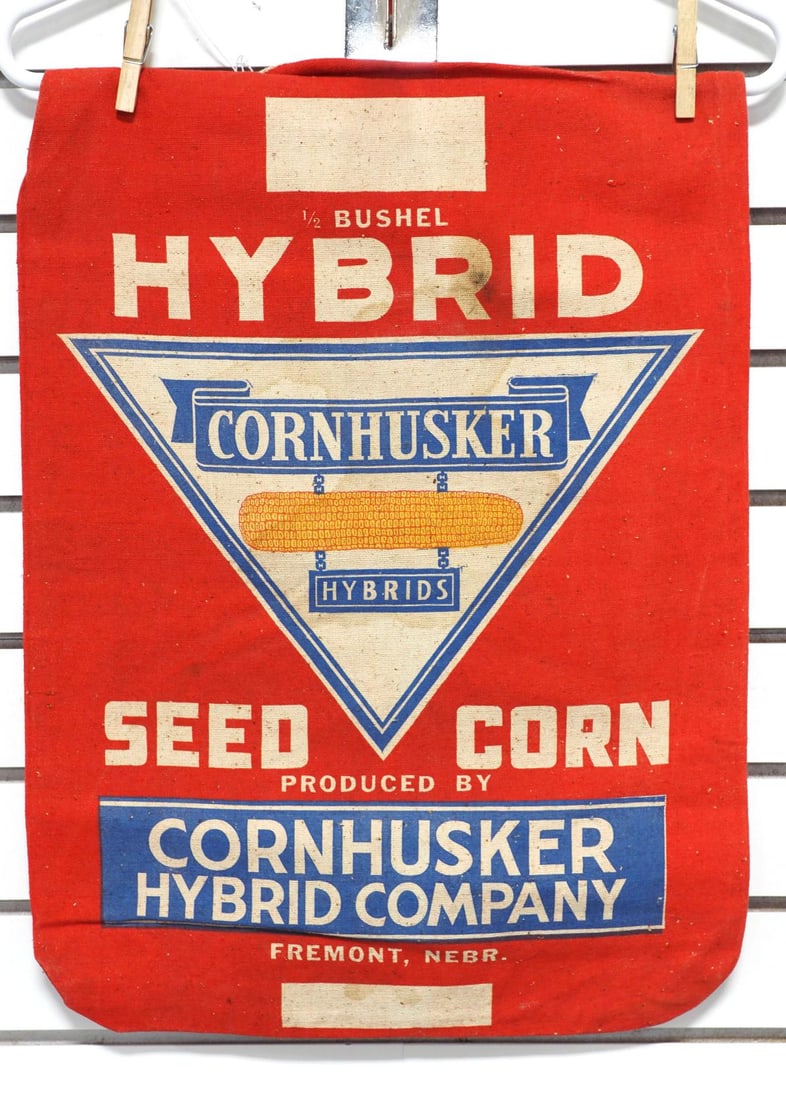 ½ BUSHEL
HYBRID
CORNHUSKER
HYBRIDS
SEED CORN
PRODUCED BY
CORNHUSKER
HYBRID COMPANY
FREMONT, NEBR.